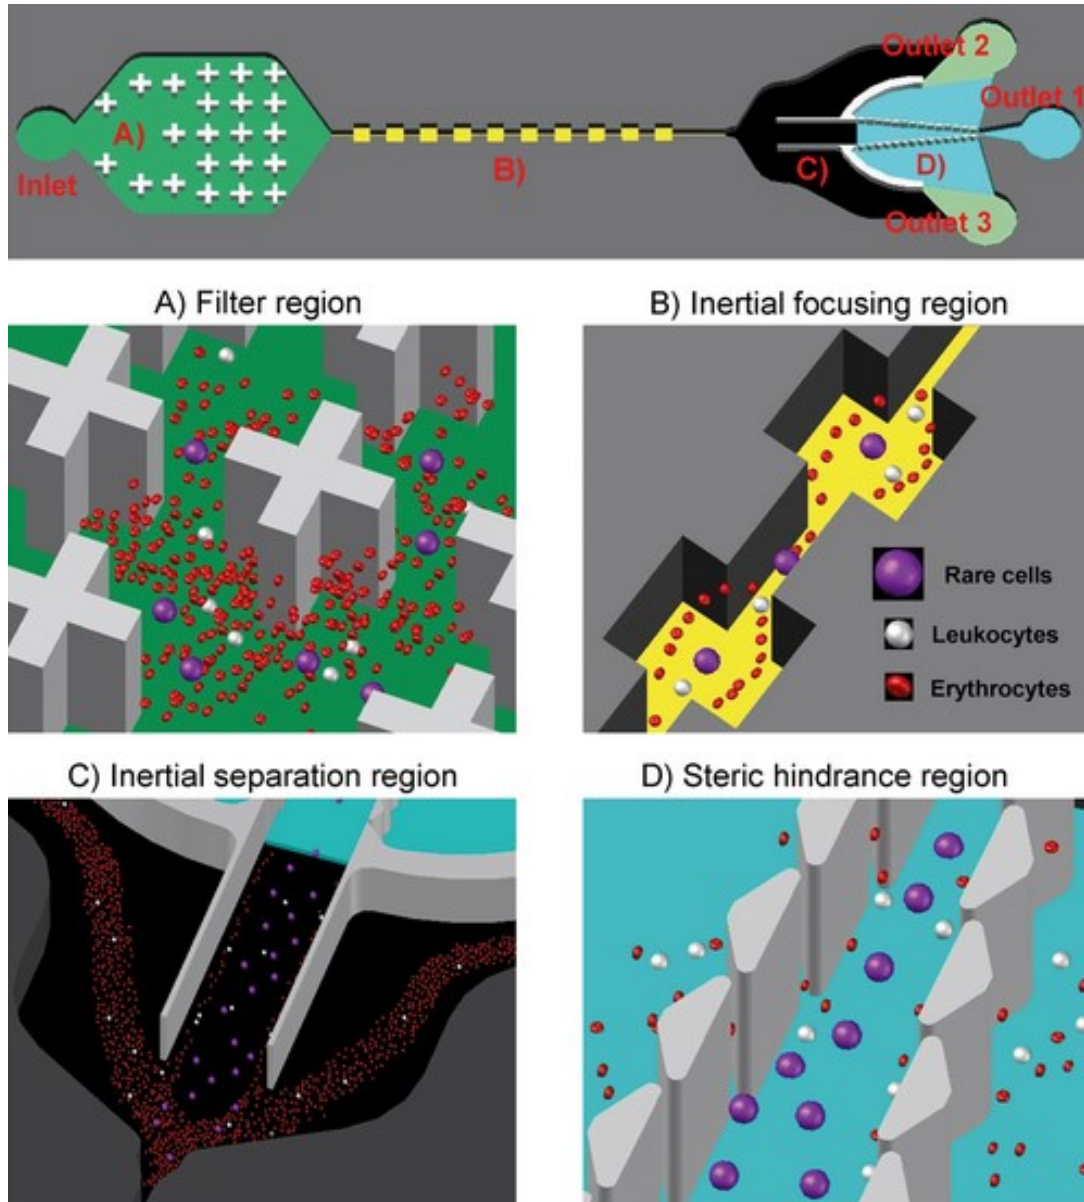 Outlet 2
Outlet 1
A)
Inlet
B)
C)
D)
Outlet 3
A) Filter region
B) Inertial focusing region
Rare cells
Leukocytes
Erythrocytes
C) Inertial separation region
D) Steric hindrance region